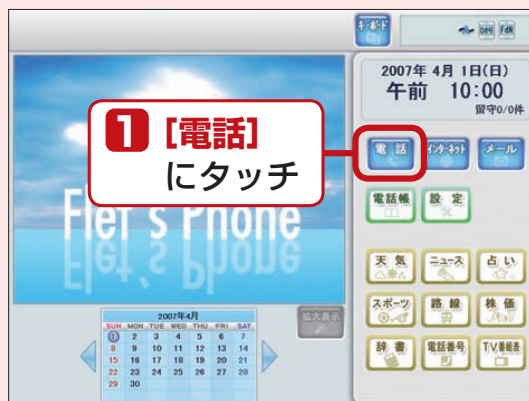 キーボード
DAY FdN
2007年 4月 1日(日)
午前 10:00
留守0/0件
1 [電話]
にタッチ
電 話 インターネット メール
Flet's Phone
電話帳 設 定
天 気 ニュース 占 い
スポーツ 路 線 株 価
辞 書 電話番号 T.V.番組表
2007年4月
拡大表示
SUN MON TUE WED THU FRI SAT
1 2 3 4 5 6 7
8 9 10 11 12 13 14
15 16 17 18 19 20 21
22 23 24 25 26 27 28
29 30